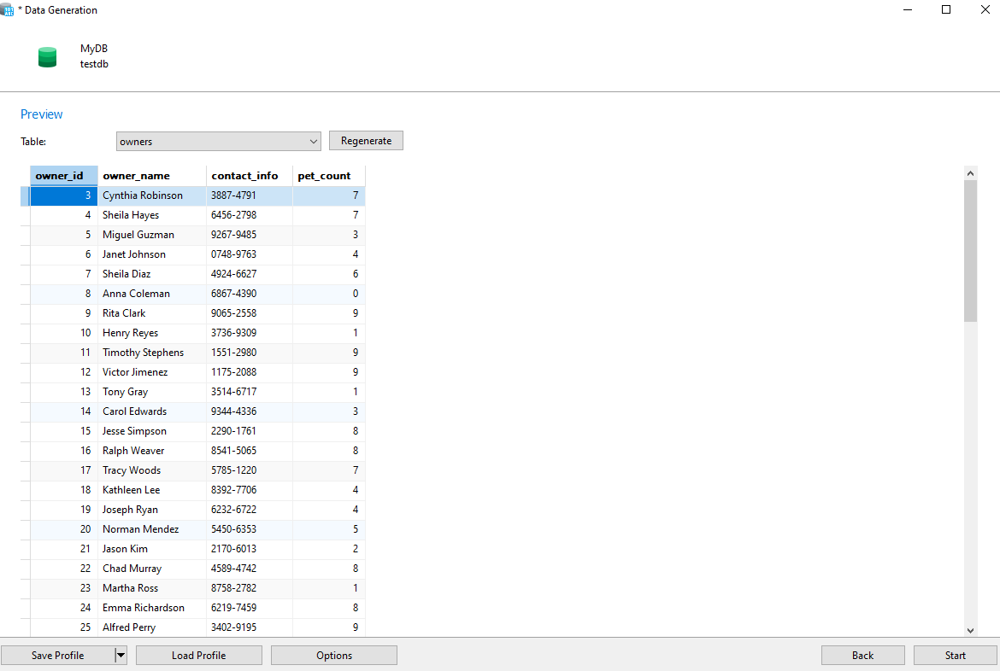 * Data Generation
MyDB
testdb
Preview
Table: owners Regenerate
owner_id owner_name contact_info pet_count
3 Cynthia Robinson 3887-4791 7
4 Sheila Hayes 6456-2798 7
5 Miguel Guzman 9267-9485 3
6 Janet Johnson 0748-9763 4
7 Sheila Diaz 4924-6627 6
8 Anna Coleman 6867-4390 0
9 Rita Clark 9065-2558 9
10 Henry Reyes 3736-9309 1
11 Timothy Stephens 1551-2980 9
12 Victor Jimenez 1175-2088 9
13 Tony Gray 3514-6717 1
14 Carol Edwards 9344-4336 3
15 Jesse Simpson 2290-1761 8
16 Ralph Weaver 8541-5065 8
17 Tracy Woods 5785-1220 7
18 Kathleen Lee 8392-7706 4
19 Joseph Ryan 6232-6722 4
20 Norman Mendez 5450-6353 5
21 Jason Kim 2170-6013 2
22 Chad Murray 4589-4742 8
23 Martha Ross 8758-2782 1
24 Emma Richardson 6219-7459 8
25 Alfred Perry 3402-9195 9
Save Profile Load Profile Options Back Start